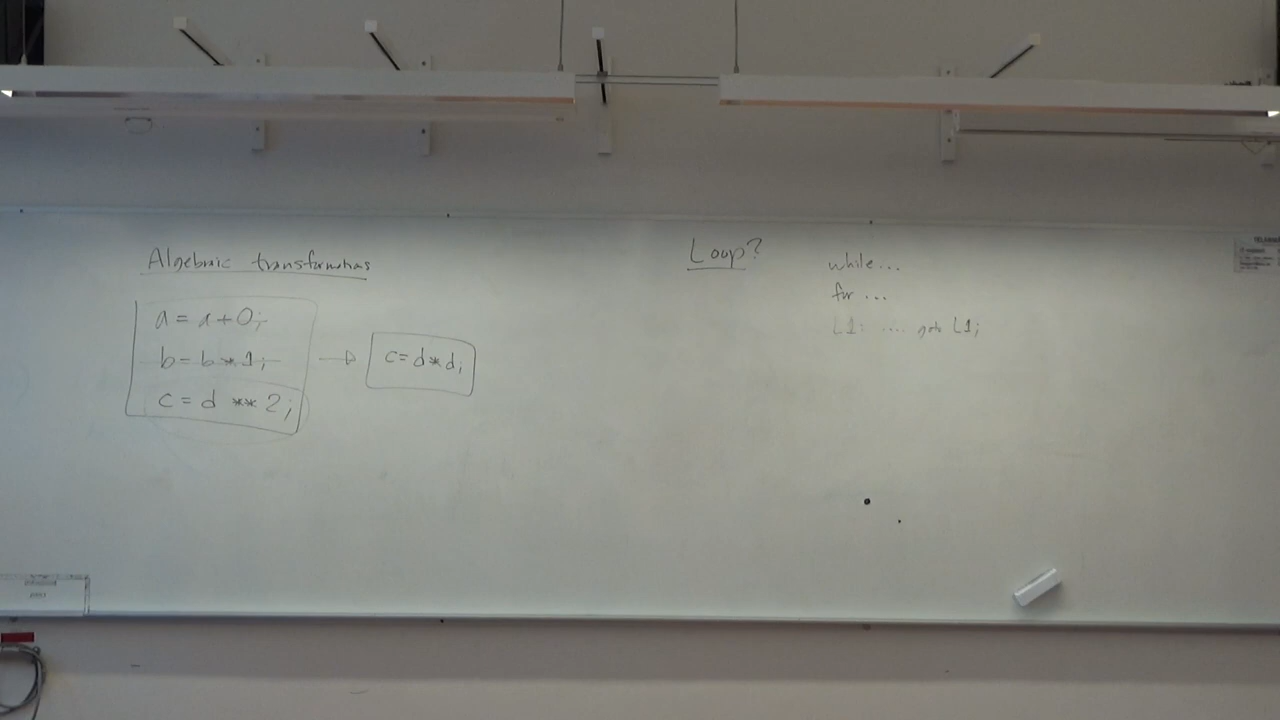 Algebraic transformations
a = a + 0;
b = b * 1;
c = d ** 2;
c = d * d;
Loop?
while...
for ...
L1: .... goto L1;